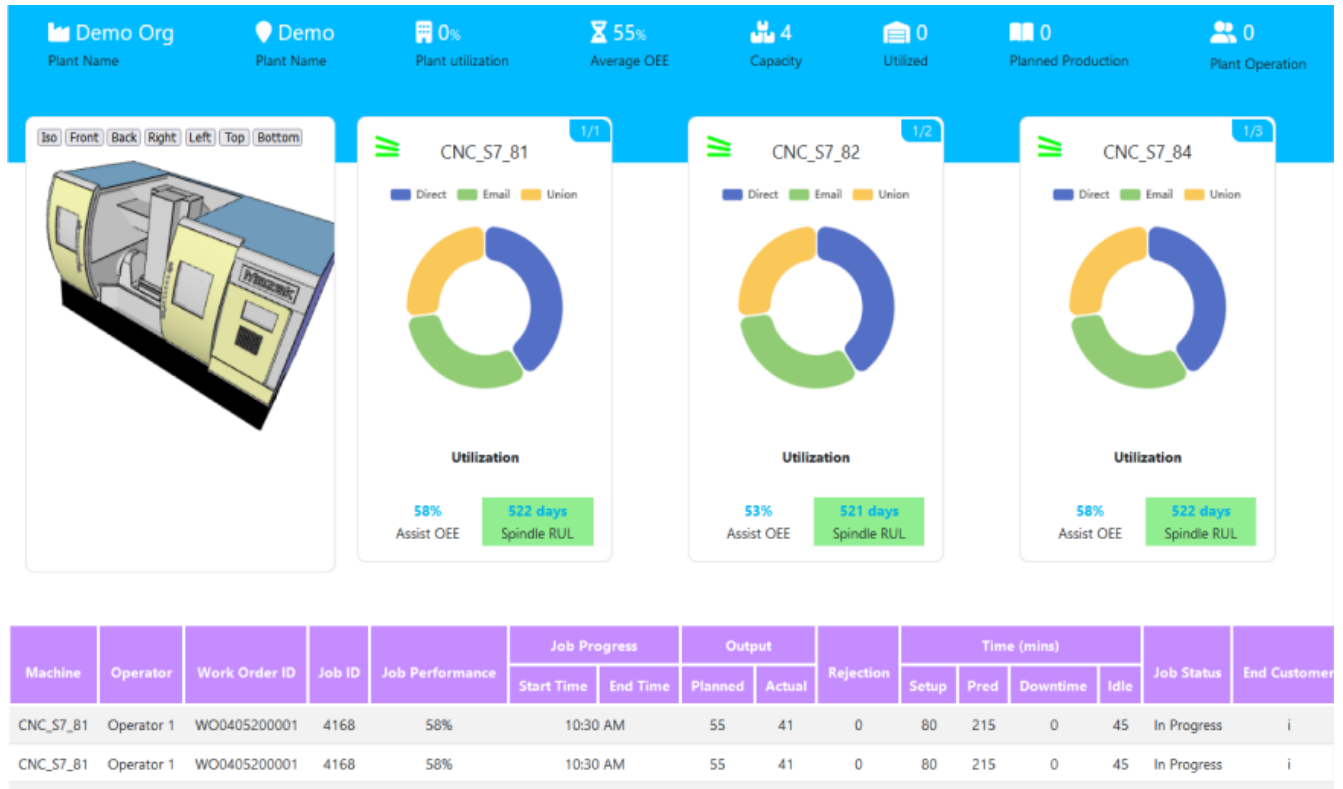 Demo Org Demo 0% 55% 4 0 0 0
Plant Name Plant Name Plant utilization Average OEE Capacity Utilized Planned Production Plant Operation
Iso Front Back Right Left Top Bottom
Mazak
1/1
CNC_S7_81
Direct Email Union
Utilization
58% 522 days
Assist OEE Spindle RUL
1/2
CNC_S7_82
Direct Email Union
Utilization
53% 521 days
Assist OEE Spindle RUL
1/3
CNC_S7_84
Direct Email Union
Utilization
58% 522 days
Assist OEE Spindle RUL
Job Progress Output Time (mins)
Machine Operator Work Order ID Job ID Job Performance Rejection Job Status End Customer
Start Time End Time Planned Actual Setup Pred Downtime Idle
CNC_S7_81 Operator 1 WO0405200001 4168 58% 10:30 AM 55 41 0 80 215 0 45 In Progress i
CNC_S7_81 Operator 1 WO0405200001 4168 58% 10:30 AM 55 41 0 80 215 0 45 In Progress i